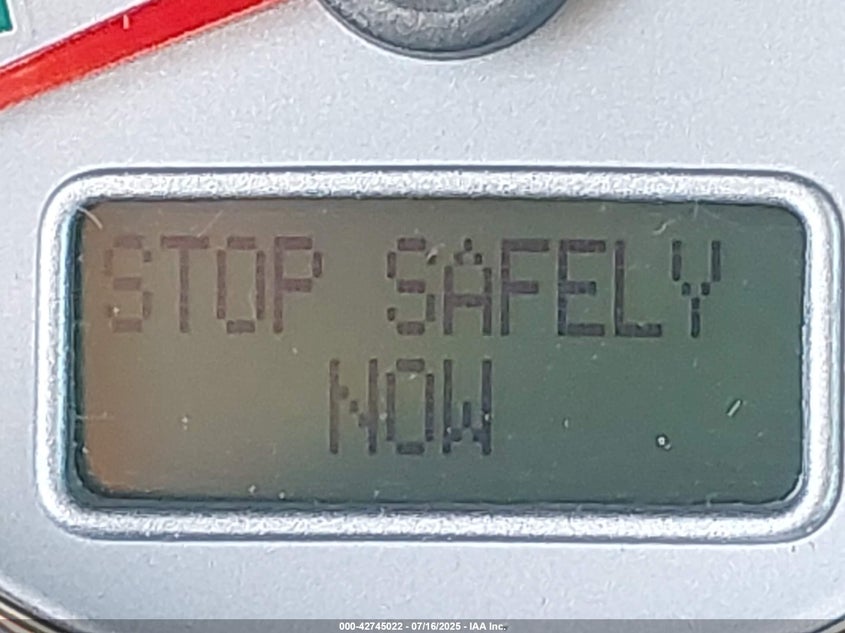 STOP SAFELY
NOW
000-42745022 - 07/16/2025 - IAA Inc.